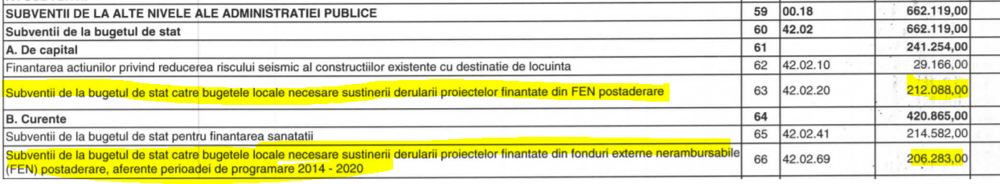 SUBVENTII DE LA ALTE NIVELE ALE ADMINISTRATIEI PUBLICE 59 00.18 662.119,00
Subventii de la bugetul de stat 60 42.02 662.119,00
A. De capital 61 241.254,00
Finantarea actiunilor privind reducerea riscului seismic al constructiilor existente cu destinatie de locuinta 62 42.02.10 29.166,00
Subventii de la bugetul de stat catre bugetele locale necesare sustinerii derularii proiectelor finantate din FEN postaderare 63 42.02.20 212.088,00
B. Curente 64 420.865,00
Subventii de la bugetul de stat pentru finantarea sanatatii 65 42.02.41 214.582,00
Subventii de la bugetul de stat catre bugetele locale necesare sustinerii derularii proiectelor finantate din fonduri externe nerambursabile 66 42.02.69 206.283,00
(FEN) postaderare, aferente perioadei de programare 2014 - 2020